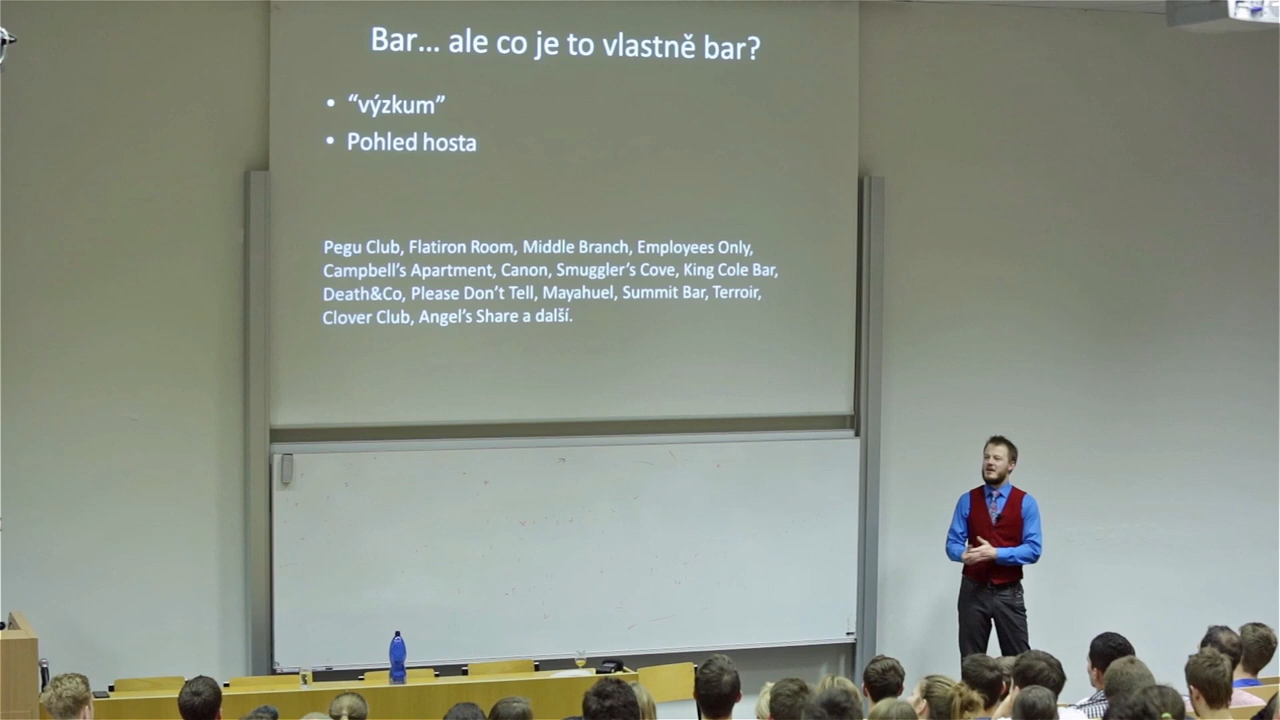 Bar... ale co je to vlastně bar?
• “výzkum”
• Pohled hosta
Pegu Club, Flatiron Room, Middle Branch, Employees Only,
Campbell’s Apartment, Canon, Smuggler’s Cove, King Cole Bar,
Death&Co, Please Don’t Tell, Mayahuel, Summit Bar, Terroir,
Clover Club, Angel’s Share a další.